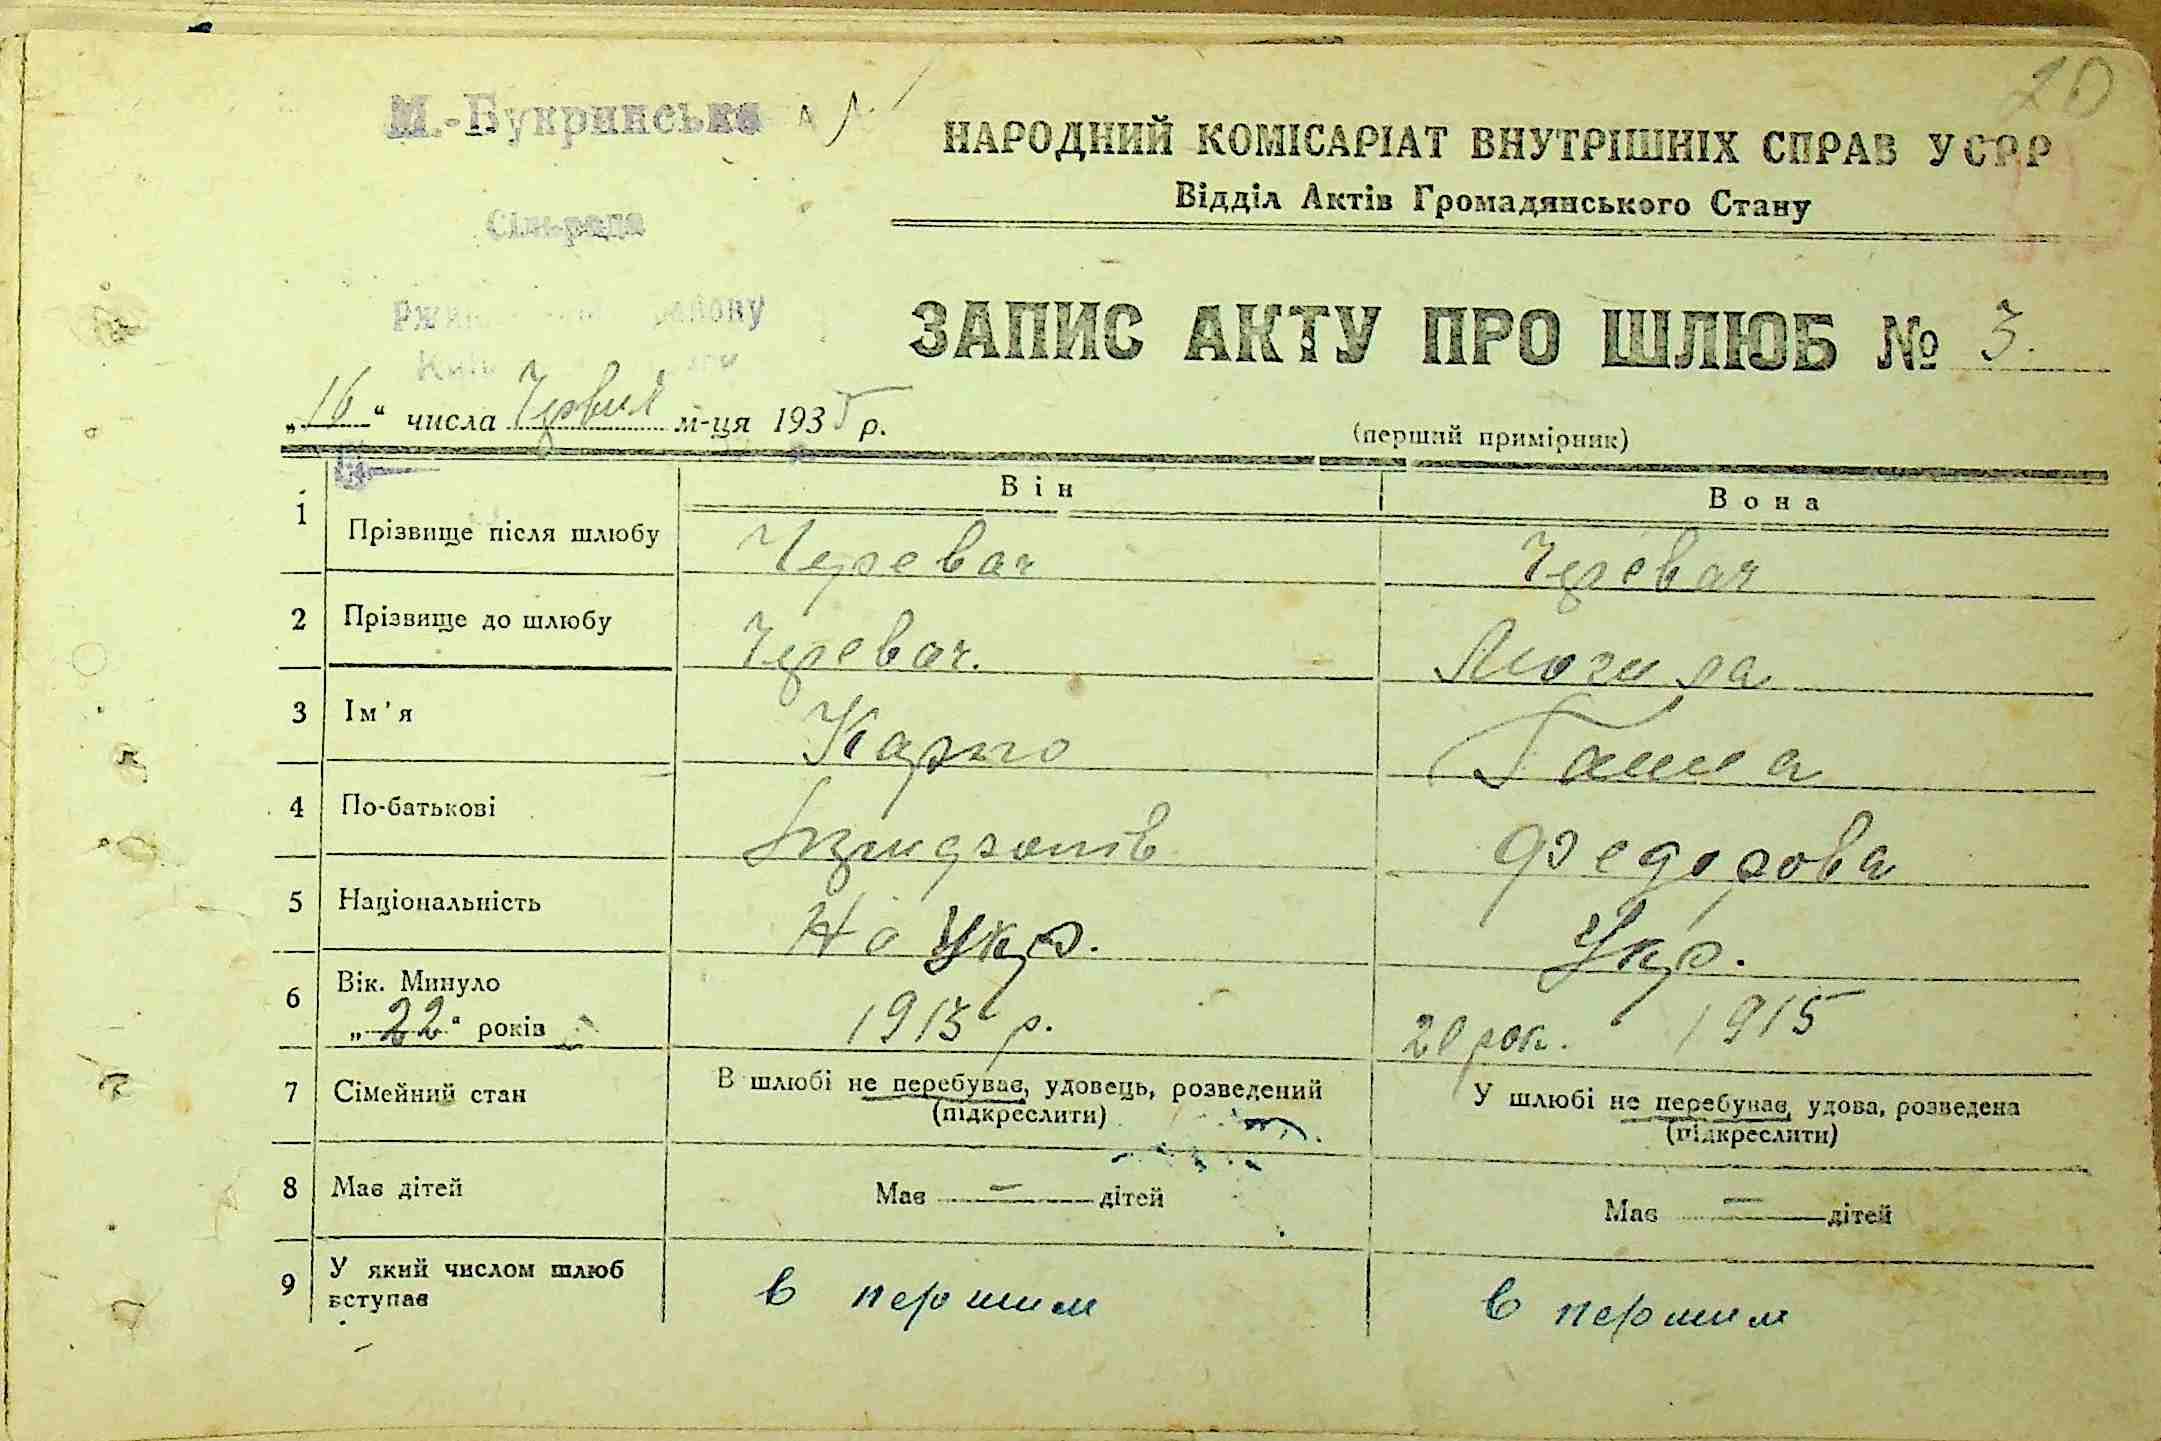 20
М.-Букринська
Сільрада
району
НАРОДНИЙ КОМІСАРІАТ ВНУТРІШНІХ СПРАВ УСРР
Відділ Актів Громадянського Стану
ЗАПИС АКТУ ПРО ШЛЮБ № 3.
„16“ числа Червня м-ця 1935 р.
(перший примірник)
Він Вона
1 Прізвище після шлюбу Черевач Черевач
2 Прізвище до шлюбу Черевач. Могила
3 Ім'я Карпо Ганна
4 По-батькові Федорова
5 Національність Укр. Укр.
6 Вік. Минуло „22“ років 1913 р. 20 рок. 1915
7 Сімейний стан В шлюбі не перебуває, удовець, розведений (підкреслити) У шлюбі не перебуває, удова, розведена (підкреслити)
8 Має дітей Має — дітей Має — дітей
9 У який числом шлюб вступає в першим в першим